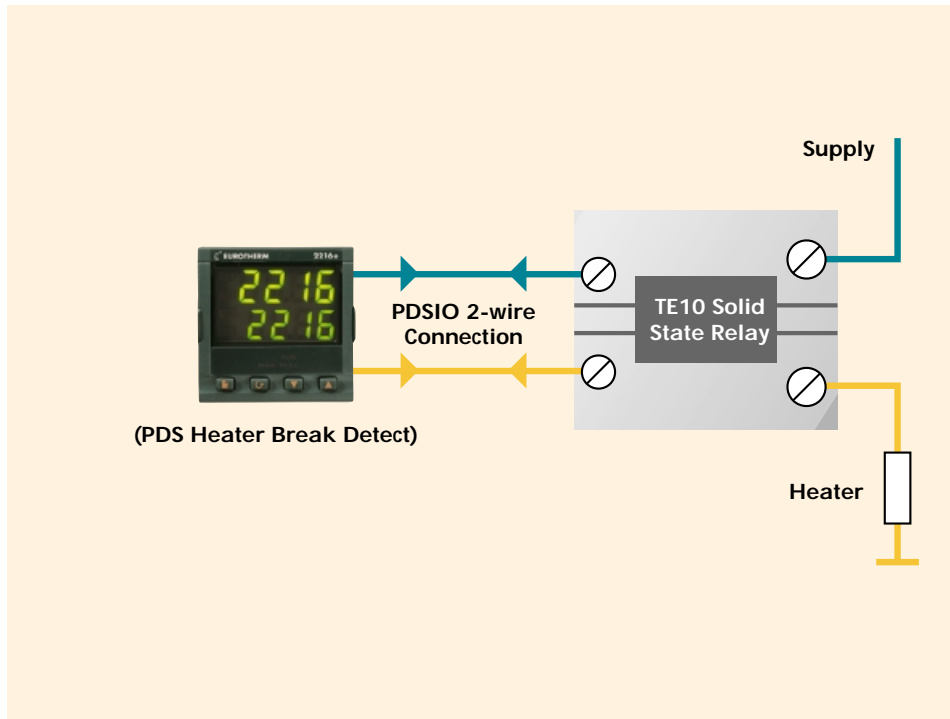 Supply
EUROTHERM 2216e
2216
2216
PDSIO 2-wire
Connection
TE10 Solid
State Relay
(PDS Heater Break Detect)
Heater